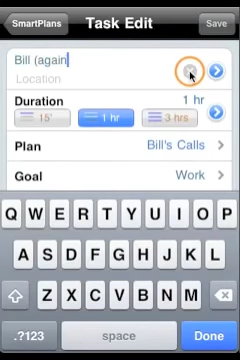 SmartPlans Task Edit Save
Bill (again
Location
Duration 1 hr
15' 1 hr 3 hrs
Plan Bill's Calls
Goal Work
Q W E R T Y U I O P
A S D F G H J K L
Z X C V B N M
.?123 space Done